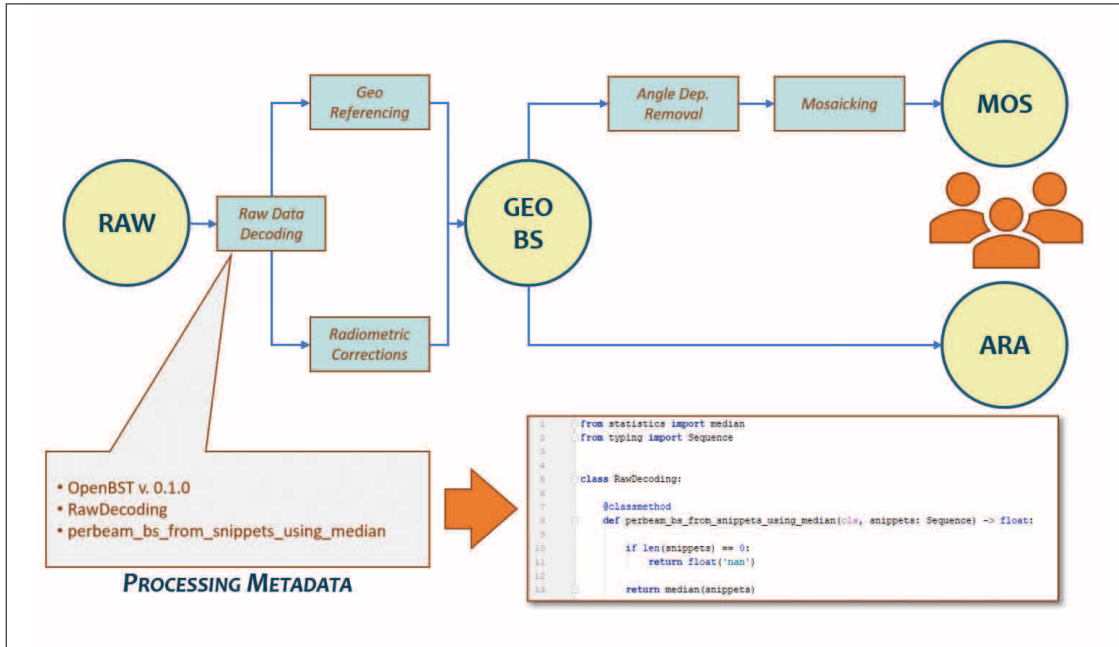 Geo
Referencing
Angle Dep.
Removal
Mosaicking
MOS
RAW
Raw Data
Decoding
GEO
BS
Radiometric
Corrections
ARA
• OpenBST v. 0.1.0
• RawDecoding
• perbeam_bs_from_snippets_using_median
PROCESSING METADATA
1 from statistics import median
2 from typing import Sequence
3
4
5 class RawDecoding:
6
7 @classmethod
8 def perbeam_bs_from_snippets_using_median(cls, snippets: Sequence) -> float:
9
10 if len(snippets) == 0:
11 return float('nan')
12
13 return median(snippets)